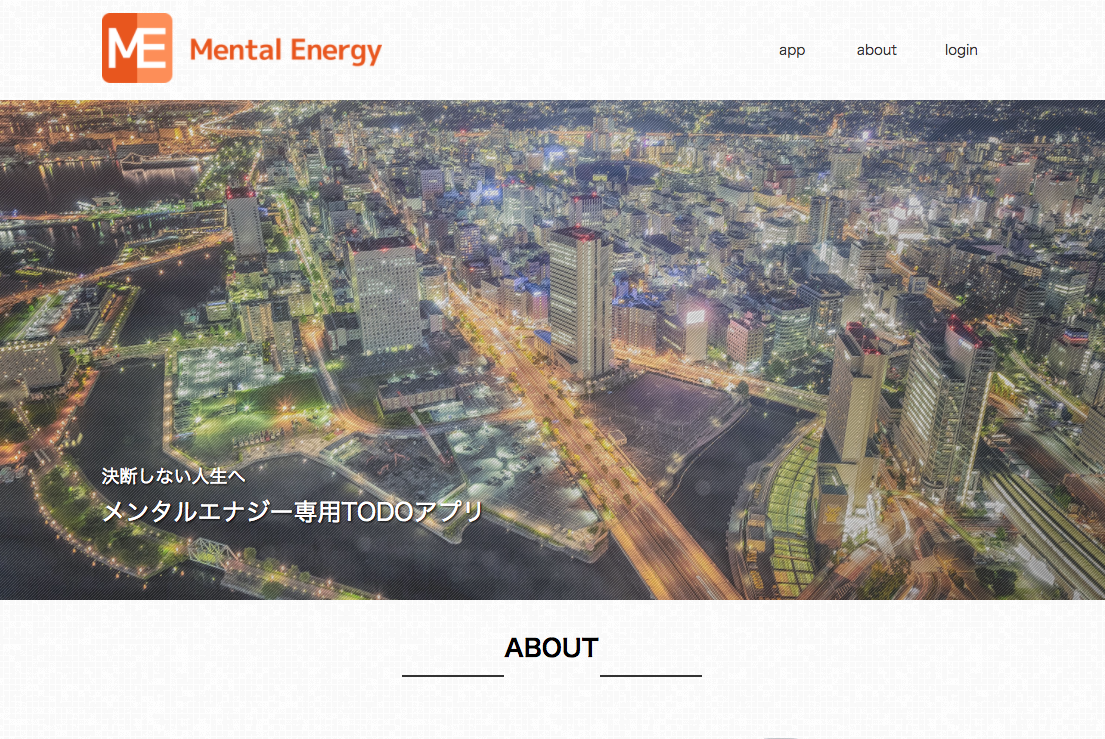 ME Mental Energy
app about login
決断しない人生へ
メンタルエナジー専用TODOアプリ
ABOUT